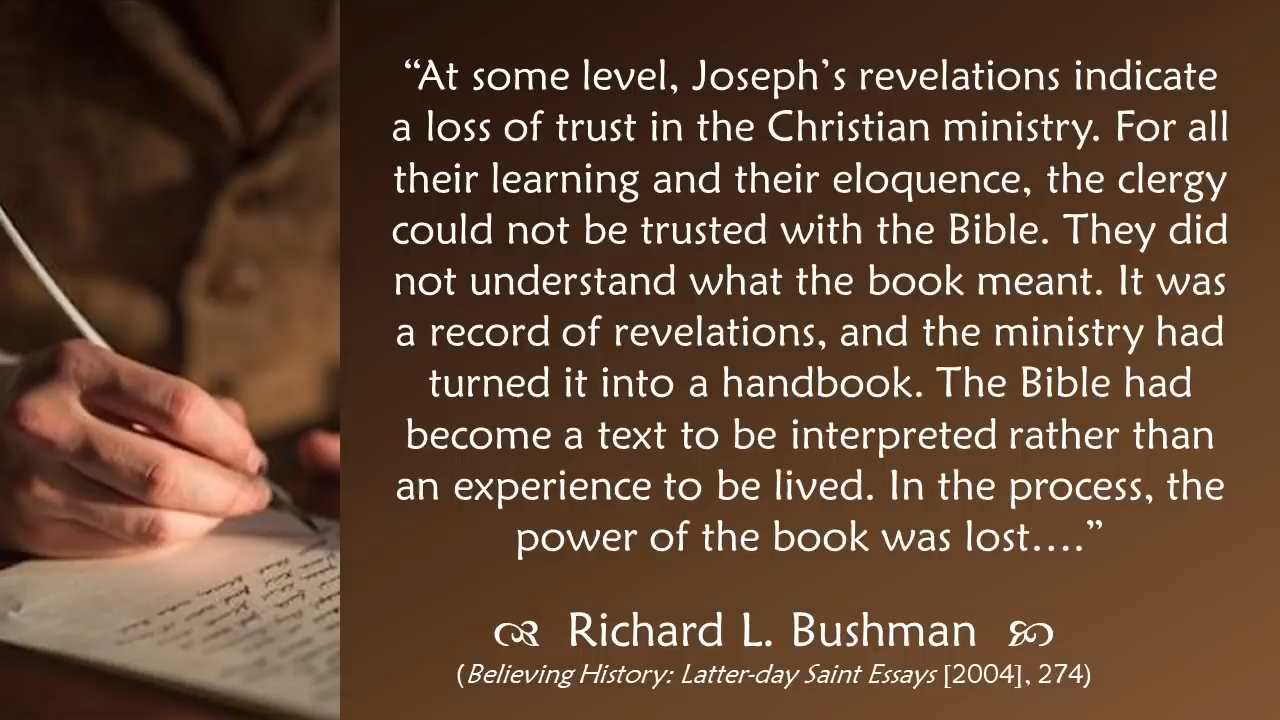 “At some level, Joseph’s revelations indicate
a loss of trust in the Christian ministry. For all
their learning and their eloquence, the clergy
could not be trusted with the Bible. They did
not understand what the book meant. It was
a record of revelations, and the ministry had
turned it into a handbook. The Bible had
become a text to be interpreted rather than
an experience to be lived. In the process, the
power of the book was lost….”
Richard L. Bushman
(Believing History: Latter-day Saint Essays [2004], 274)